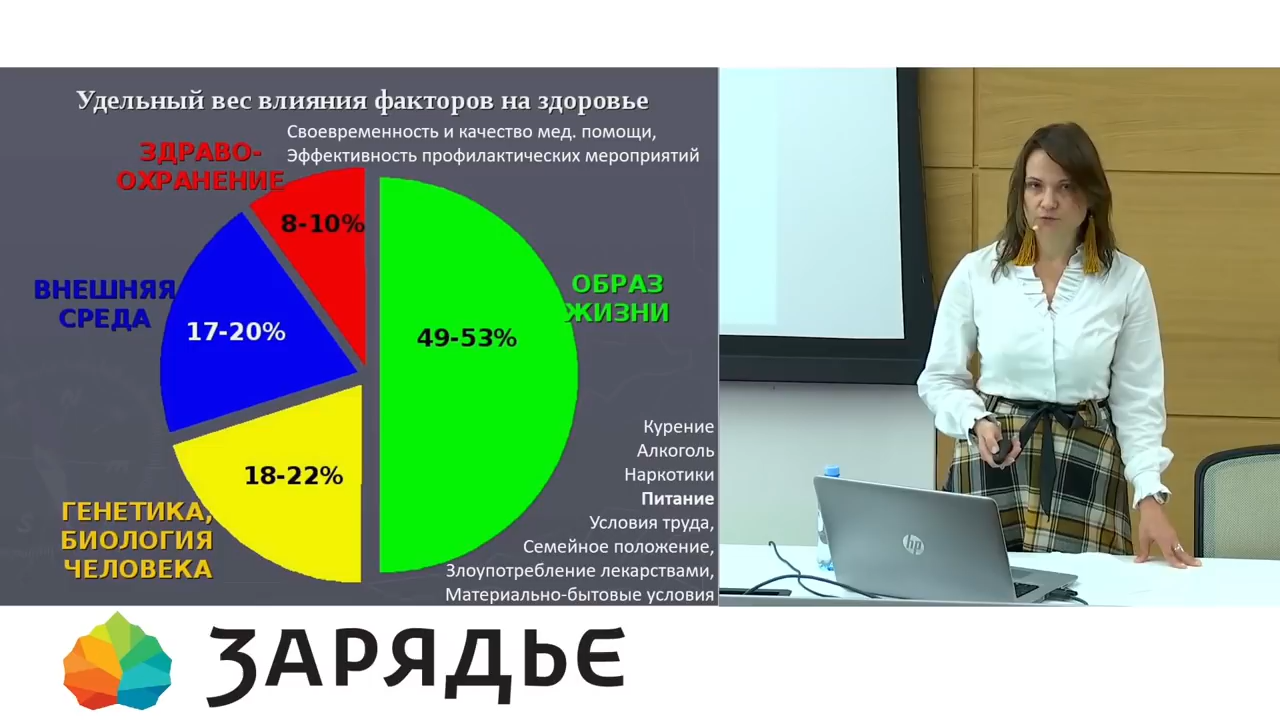 Удельный вес влияния факторов на здоровье
Своевременность и качество мед. помощи,
Эффективность профилактических мероприятий
ЗДРАВО-
ОХРАНЕНИЕ
8-10%
ВНЕШНЯЯ
СРЕДА
17-20%
ОБРАЗ
ЖИЗНИ
49-53%
18-22%
ГЕНЕТИКА,
БИОЛОГИЯ
ЧЕЛОВЕКА
Курение
Алкоголь
Наркотики
Питание
Условия труда,
Семейное положение,
Злоупотребление лекарствами,
Материально-бытовые условия
hp
ЗАРЯДЬЕ